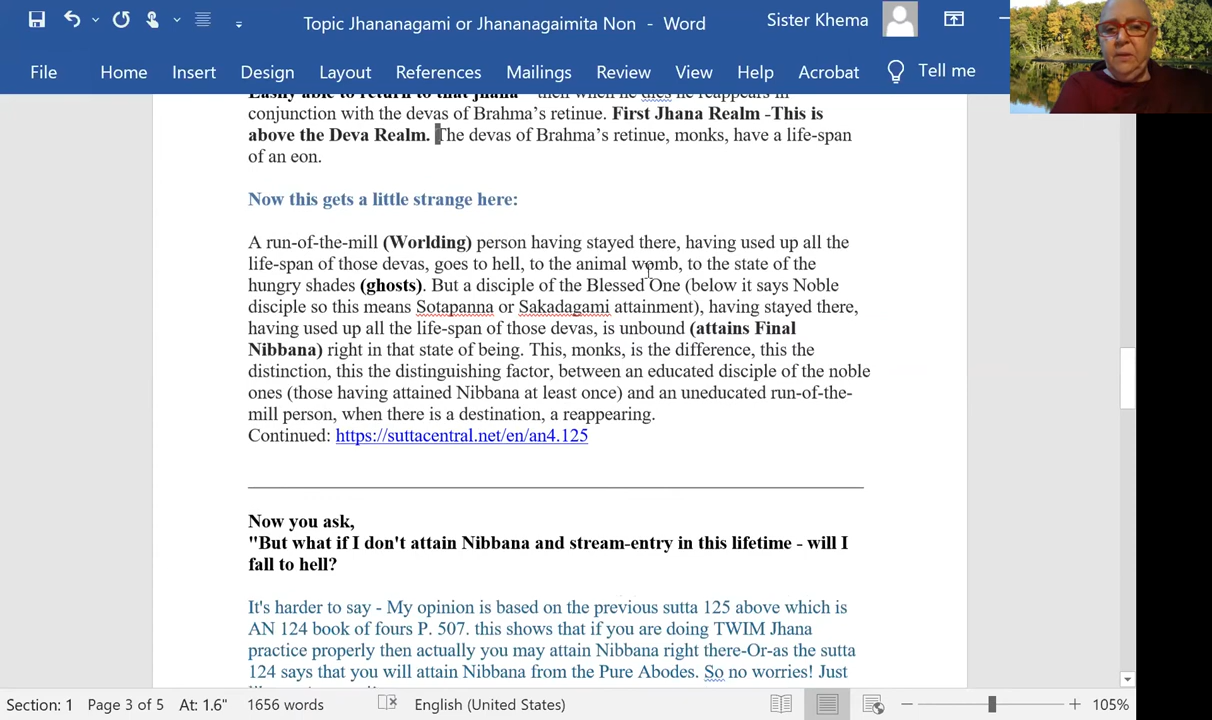 Topic Jhananagami or Jhananagaimita Non - Word
Sister Khema
File Home Insert Design Layout References Mailings Review View Help Acrobat Tell me
Easily able to return to that jhana - then when he dies he reappears in
conjunction with the devas of Brahma's retinue. First Jhana Realm -This is
above the Deva Realm. The devas of Brahma's retinue, monks, have a life-span
of an eon.
Now this gets a little strange here:
A run-of-the-mill (Worlding) person having stayed there, having used up all the
life-span of those devas, goes to hell, to the animal womb, to the state of the
hungry shades (ghosts). But a disciple of the Blessed One (below it says Noble
disciple so this means Sotapanna or Sakadagami attainment), having stayed there,
having used up all the life-span of those devas, is unbound (attains Final
Nibbana) right in that state of being. This, monks, is the difference, this the
distinction, this the distinguishing factor, between an educated disciple of the noble
ones (those having attained Nibbana at least once) and an uneducated run-of-the-
mill person, when there is a destination, a reappearing.
Continued: https://suttacentral.net/en/an4.125
Now you ask,
"But what if I don't attain Nibbana and stream-entry in this lifetime - will I
fall to hell?
It's harder to say - My opinion is based on the previous sutta 125 above which is
AN 124 book of fours P. 507. this shows that if you are doing TWIM Jhana
practice properly then actually you may attain Nibbana right there-Or-as the sutta
124 says that you will attain Nibbana from the Pure Abodes. So no worries! Just
Section: 1 Page 3 of 5 At: 1.6" 1656 words English (United States) 105%